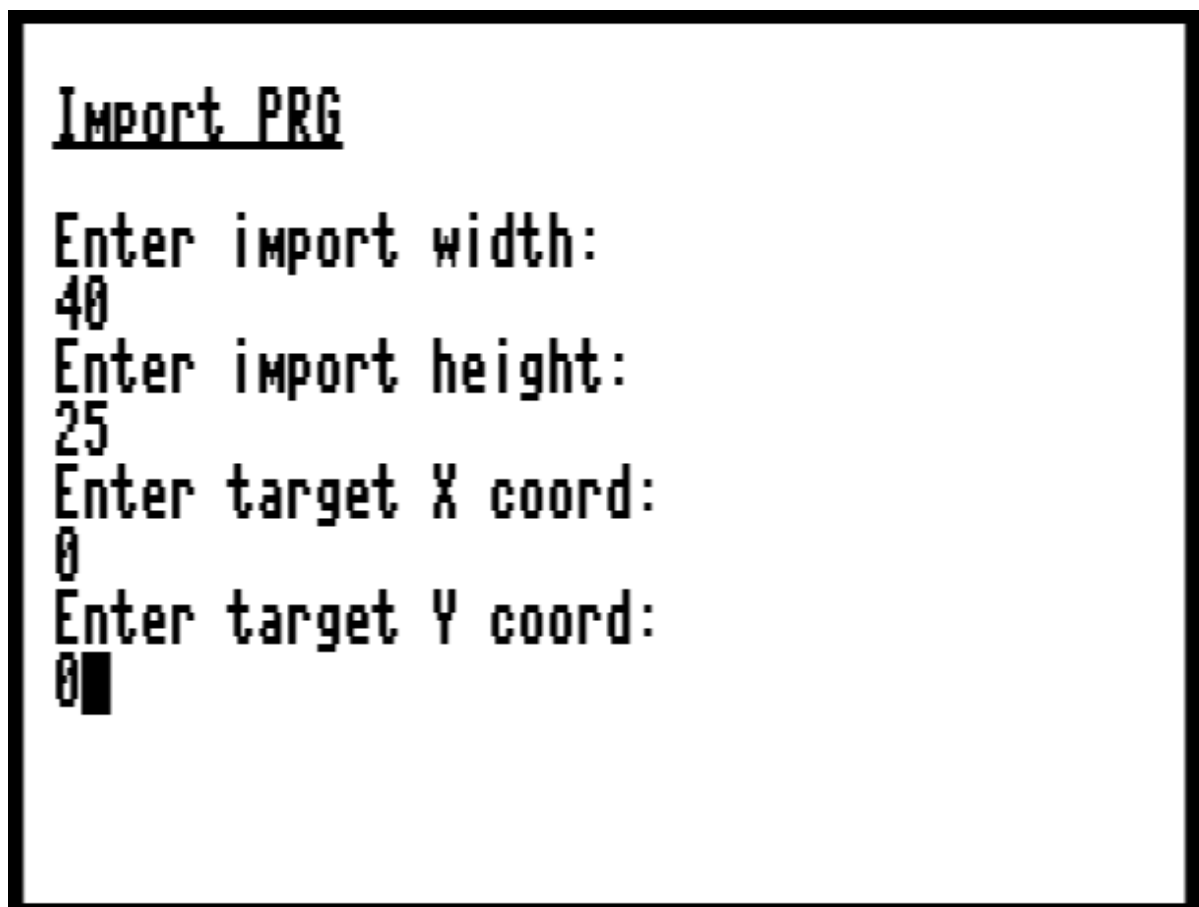 Import PRG
Enter import width:
40
Enter import height:
25
Enter target X coord:
0
Enter target Y coord:
0